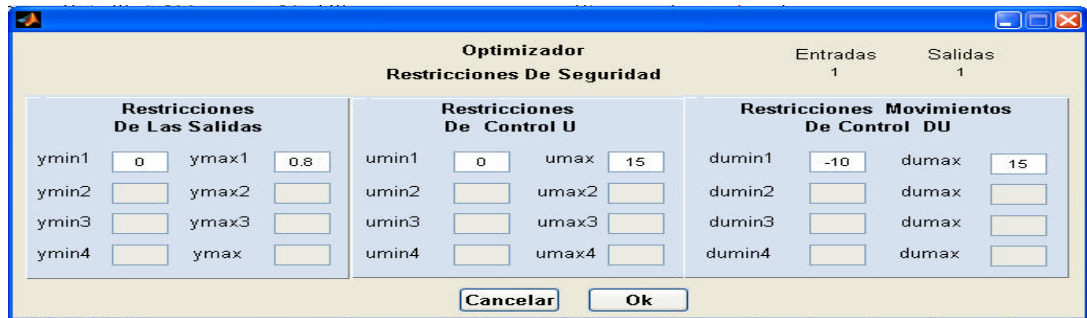 Optimizador
Restricciones De Seguridad
Entradas Salidas
1 1
Restricciones De Las Salidas
Restricciones De Control U
Restricciones Movimientos De Control DU
ymin1 0 ymax1 0.8 umin1 0 umax 15 dumin1 -10 dumax 15
ymin2 ymax2 umin2 umax2 dumin2 dumax
ymin3 ymax3 umin3 umax3 dumin3 dumax
ymin4 ymax umin4 umax4 dumin4 dumax
Cancelar Ok